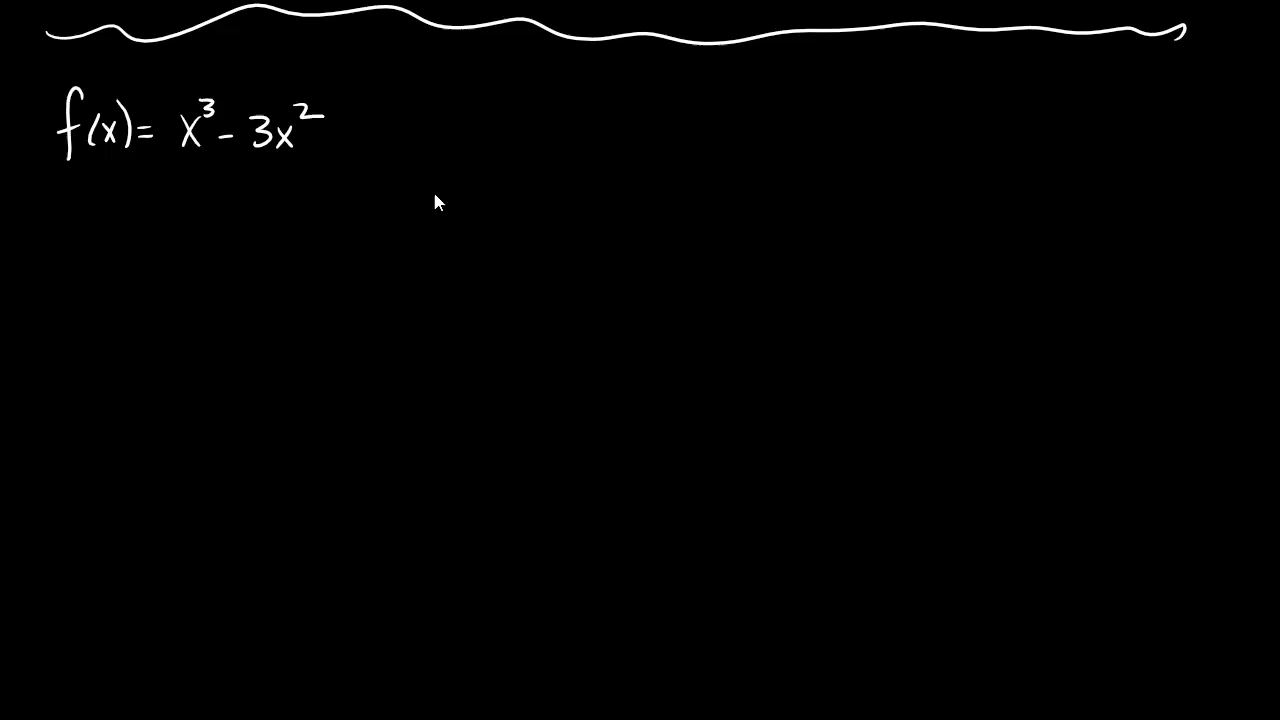 f(x) = x³ - 3x²